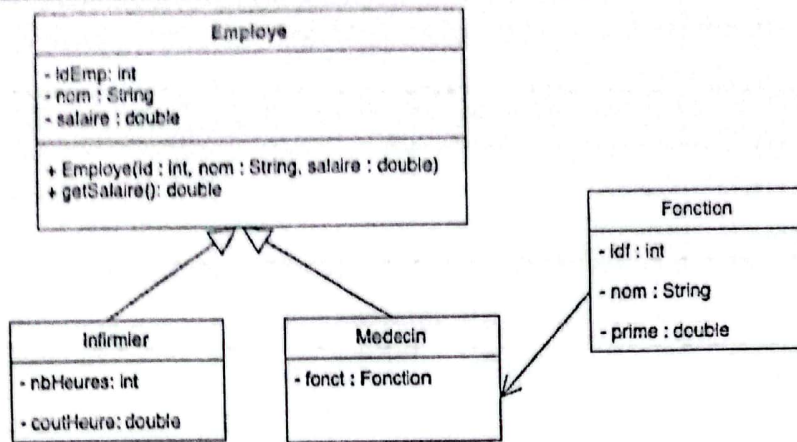 Employe
- IdEmp: int
- nom : String
- salaire : double
+ Employe(id : int, nom : String, salaire : double)
+ getSalaire(): double
Fonction
- idf : int
- nom : String
- prime : double
Infirmier
- nbHeures: int
- coutHeure: double
Medecin
- fonct : Fonction